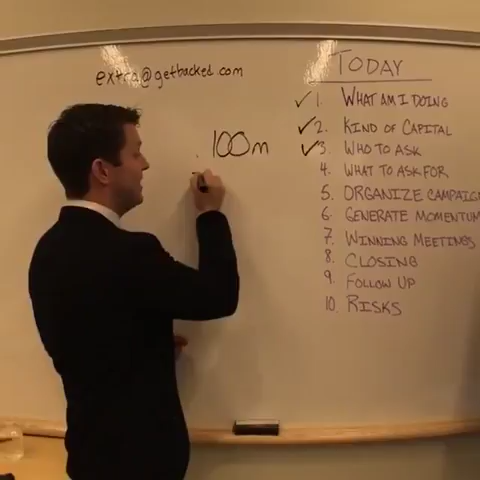 extra@getbacked.com
100m
TODAY
1. WHAT AM I DOING
2. KIND OF CAPITAL
3. WHO TO ASK
4. WHAT TO ASK FOR
5. ORGANIZE CAMPAIGN
6. GENERATE MOMENTUM
7. WINNING MEETINGS
8. CLOSING
9. FOLLOW UP
10. RISKS